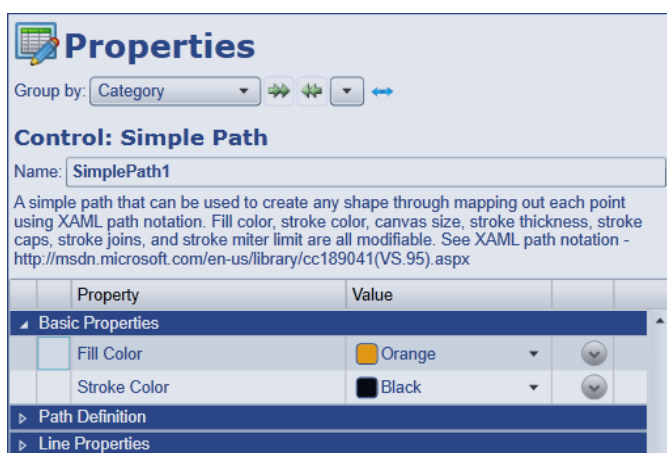 Properties
Group by: Category
Control: Simple Path
Name: SimplePath1
A simple path that can be used to create any shape through mapping out each point
using XAML path notation. Fill color, stroke color, canvas size, stroke thickness, stroke
caps, stroke joins, and stroke miter limit are all modifiable. See XAML path notation -
http://msdn.microsoft.com/en-us/library/cc189041(VS.95).aspx
Property Value
Basic Properties
Fill Color Orange
Stroke Color Black
Path Definition
Line Properties